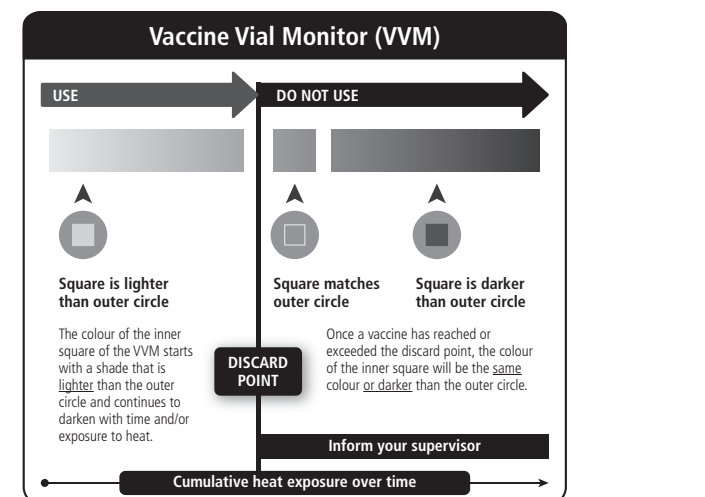 Vaccine Vial Monitor (VVM)
USE
DO NOT USE
Square is lighter
than outer circle
The colour of the inner
square of the VVM starts
with a shade that is
lighter than the outer
circle and continues to
darken with time and/or
exposure to heat.
DISCARD
POINT
Square matches
outer circle
Square is darker
than outer circle
Once a vaccine has reached or
exceeded the discard point, the colour
of the inner square will be the same
colour or darker than the outer circle.
Inform your supervisor
Cumulative heat exposure over time